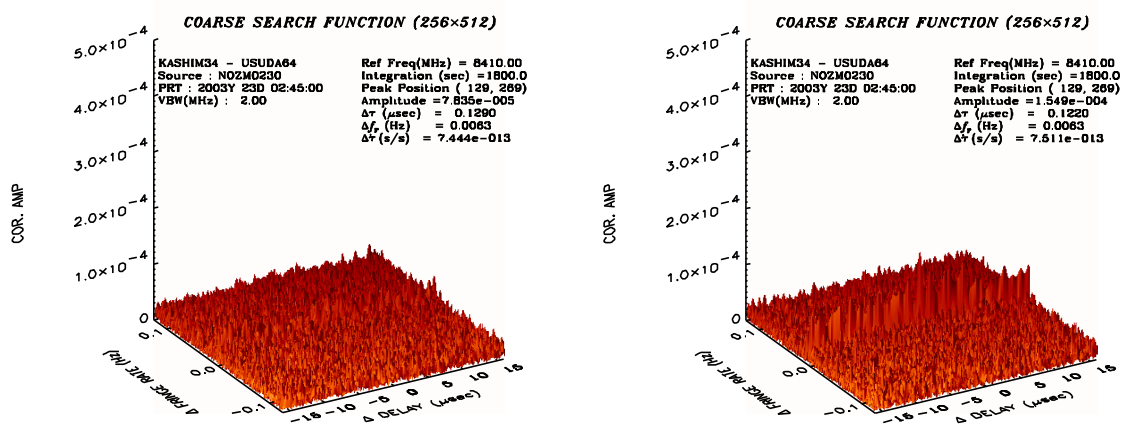 COARSE SEARCH FUNCTION (256×512)
KASHIM34 - USUDA64
Source : NOZM0230
PRT : 2003Y 23D 02:45:00
VBW(MHz) : 2.00
Ref Freq(MHz) = 8410.00
Integration (sec) =1800.0
Peak Position ( 129, 269)
Amplitude =7.835e-005
Δτ (μsec) = 0.1290
Δfᵣ (Hz) = 0.0063
Δτ̇ (s/s) = 7.444e-013
COR. AMP
5.0×10⁻⁴
4.0×10⁻⁴
3.0×10⁻⁴
2.0×10⁻⁴
1.0×10⁻⁴
0
0.1
0.0
-0.1
Δ FRINGE RATE (Hz)
-15 -10 -5 0 5 10 15
Δ DELAY (μsec)
COARSE SEARCH FUNCTION (256×512)
KASHIM34 - USUDA64
Source : NOZM0230
PRT : 2003Y 23D 02:45:00
VBW(MHz) : 2.00
Ref Freq(MHz) = 8410.00
Integration (sec) =1800.0
Peak Position ( 129, 269)
Amplitude =1.549e-004
Δτ (μsec) = 0.1220
Δfᵣ (Hz) = 0.0063
Δτ̇ (s/s) = 7.511e-013
COR. AMP
5.0×10⁻⁴
4.0×10⁻⁴
3.0×10⁻⁴
2.0×10⁻⁴
1.0×10⁻⁴
0
0.1
0.0
-0.1
Δ FRINGE RATE (Hz)
-15 -10 -5 0 5 10 15
Δ DELAY (μsec)